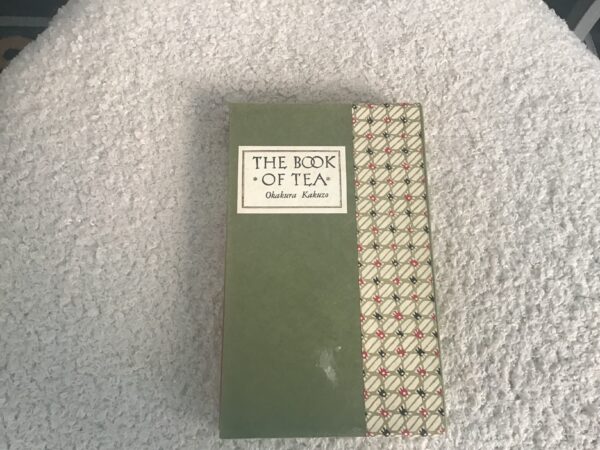 THE BOOK
• OF TEA •
Okakura Kakuzo